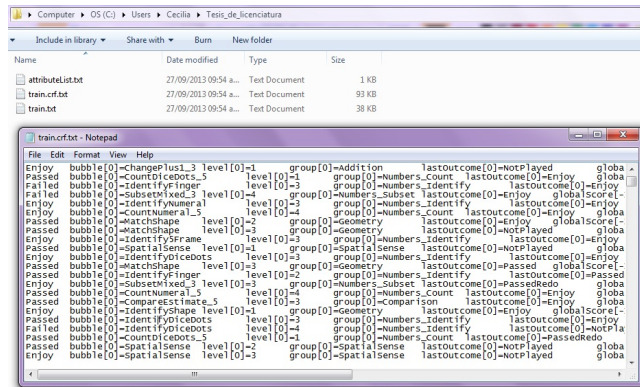 Computer ▸ OS (C:) ▸ Users ▸ Cecilia ▸ Tesis_de_licenciatura
Include in library ▾ Share with ▾ Burn New folder
Name Date modified Type Size
attributeList.txt 27/09/2013 09:54 a... Text Document 1 KB
train.crf.txt 27/09/2013 09:54 a... Text Document 93 KB
train.txt 27/09/2013 09:54 a... Text Document 38 KB
train.crf.txt - Notepad
File Edit Format View Help
Enjoy bubble[0]=ChangePlus1_3 level[0]=1 group[0]=Addition lastOutcome[0]=NotPlayed globa
Passed bubble[0]=CountDiceDots_5 level[0]=1 group[0]=Numbers_Count lastOutcome[0]=Enjoy globa
Failed bubble[0]=IdentifyFinger level[0]=3 group[0]=Numbers_Identify lastOutcome[0]=Enjoy
Failed bubble[0]=SubsetMixed_3 level[0]=4 group[0]=Numbers_Subset lastOutcome[0]=Enjoy globalScore[-
Enjoy bubble[0]=IdentifyNumeral level[0]=3 group[0]=Numbers_Identify lastOutcome[0]=Enjoy
Enjoy bubble[0]=CountNumeral_5 level[0]=4 group[0]=Numbers_Count lastOutcome[0]=Enjoy globa
Passed bubble[0]=MatchShape level[0]=2 group[0]=Geometry lastOutcome[0]=Enjoy globalScore[-
Passed bubble[0]=MatchShape level[0]=3 group[0]=Geometry lastOutcome[0]=NotPlayed globa
Enjoy bubble[0]=Identify5Frame level[0]=3 group[0]=Numbers_Identify lastOutcome[0]=Enjoy
Passed bubble[0]=SpatialSense level[0]=1 group[0]=SpatialSense lastOutcome[0]=NotPlayed globa
Enjoy bubble[0]=IdentifyDiceDots level[0]=3 group[0]=Numbers_Identify lastOutcome[0]=Enjoy
Passed bubble[0]=MatchShape level[0]=3 group[0]=Geometry lastOutcome[0]=Passed globalScore[-
Passed bubble[0]=IdentifyFinger level[0]=2 group[0]=Numbers_Identify lastOutcome[0]=Passed
Enjoy bubble[0]=SubsetMixed_3 level[0]=3 group[0]=Numbers_Subset lastOutcome[0]=PassedRedo globa
Passed bubble[0]=CountNumeral_5 level[0]=4 group[0]=Numbers_Count lastOutcome[0]=Enjoy globa
Passed bubble[0]=CompareEstimate_5 level[0]=3 group[0]=Comparison lastOutcome[0]=Enjoy globa
Enjoy bubble[0]=IdentifyShape level[0]=1 group[0]=Geometry lastOutcome[0]=Enjoy globalScore[-
Passed bubble[0]=IdentifyDiceDots level[0]=3 group[0]=Numbers_Identify lastOutcome[0]=Enjoy
Failed bubble[0]=IdentifyDiceDots level[0]=4 group[0]=Numbers_Identify lastOutcome[0]=NotPla
Passed bubble[0]=CountDiceDots_5 level[0]=1 group[0]=Numbers_Count lastOutcome[0]=PassedRedo
Passed bubble[0]=SpatialSense level[0]=2 group[0]=SpatialSense lastOutcome[0]=NotPlayed globa
Enjoy bubble[0]=SpatialSense level[0]=3 group[0]=SpatialSense lastOutcome[0]=NotPlayed globa